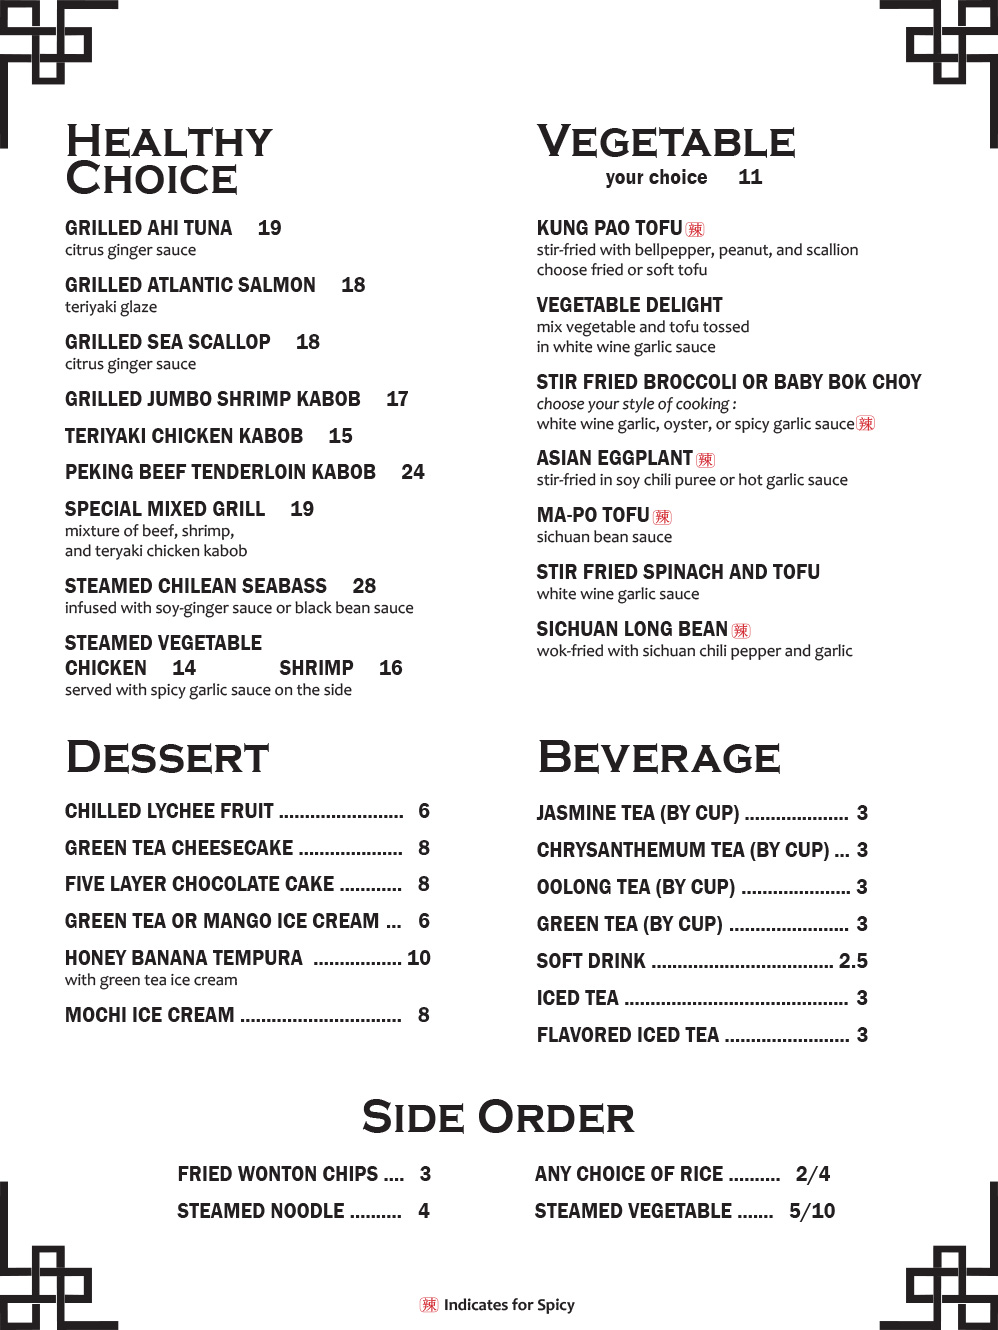 HEALTHY
CHOICE
GRILLED AHI TUNA 19
citrus ginger sauce
GRILLED ATLANTIC SALMON 18
teriyaki glaze
GRILLED SEA SCALLOP 18
citrus ginger sauce
GRILLED JUMBO SHRIMP KABOB 17
TERIYAKI CHICKEN KABOB 15
PEKING BEEF TENDERLOIN KABOB 24
SPECIAL MIXED GRILL 19
mixture of beef, shrimp,
and teryaki chicken kabob
STEAMED CHILEAN SEABASS 28
infused with soy-ginger sauce or black bean sauce
STEAMED VEGETABLE
CHICKEN 14 SHRIMP 16
served with spicy garlic sauce on the side
VEGETABLE
your choice 11
KUNG PAO TOFU 辣
stir-fried with bellpepper, peanut, and scallion
choose fried or soft tofu
VEGETABLE DELIGHT
mix vegetable and tofu tossed
in white wine garlic sauce
STIR FRIED BROCCOLI OR BABY BOK CHOY
choose your style of cooking :
white wine garlic, oyster, or spicy garlic sauce 辣
ASIAN EGGPLANT 辣
stir-fried in soy chili puree or hot garlic sauce
MA-PO TOFU 辣
sichuan bean sauce
STIR FRIED SPINACH AND TOFU
white wine garlic sauce
SICHUAN LONG BEAN 辣
wok-fried with sichuan chili pepper and garlic
DESSERT
CHILLED LYCHEE FRUIT ........................ 6
GREEN TEA CHEESECAKE .................... 8
FIVE LAYER CHOCOLATE CAKE ............ 8
GREEN TEA OR MANGO ICE CREAM ... 6
HONEY BANANA TEMPURA ................. 10
with green tea ice cream
MOCHI ICE CREAM ............................... 8
BEVERAGE
JASMINE TEA (BY CUP) .................... 3
CHRYSANTHEMUM TEA (BY CUP) ... 3
OOLONG TEA (BY CUP) ..................... 3
GREEN TEA (BY CUP) ....................... 3
SOFT DRINK ................................... 2.5
ICED TEA ........................................... 3
FLAVORED ICED TEA ........................ 3
SIDE ORDER
FRIED WONTON CHIPS .... 3
STEAMED NOODLE .......... 4
ANY CHOICE OF RICE .......... 2/4
STEAMED VEGETABLE ....... 5/10
辣 Indicates for Spicy